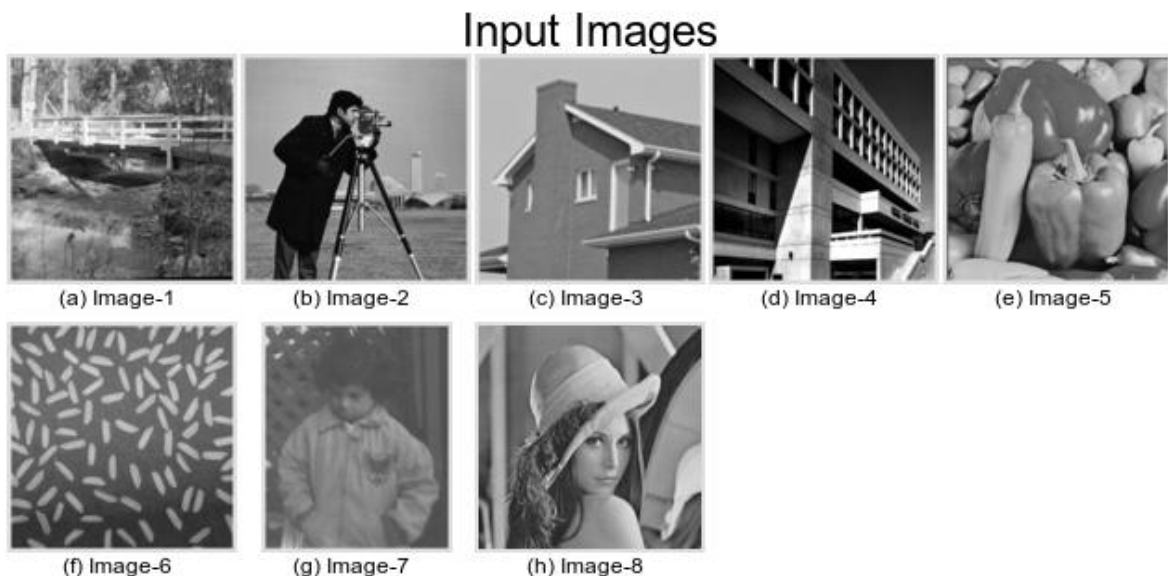 Input Images
(a) Image-1
(b) Image-2
(c) Image-3
(d) Image-4
(e) Image-5
(f) Image-6
(g) Image-7
(h) Image-8